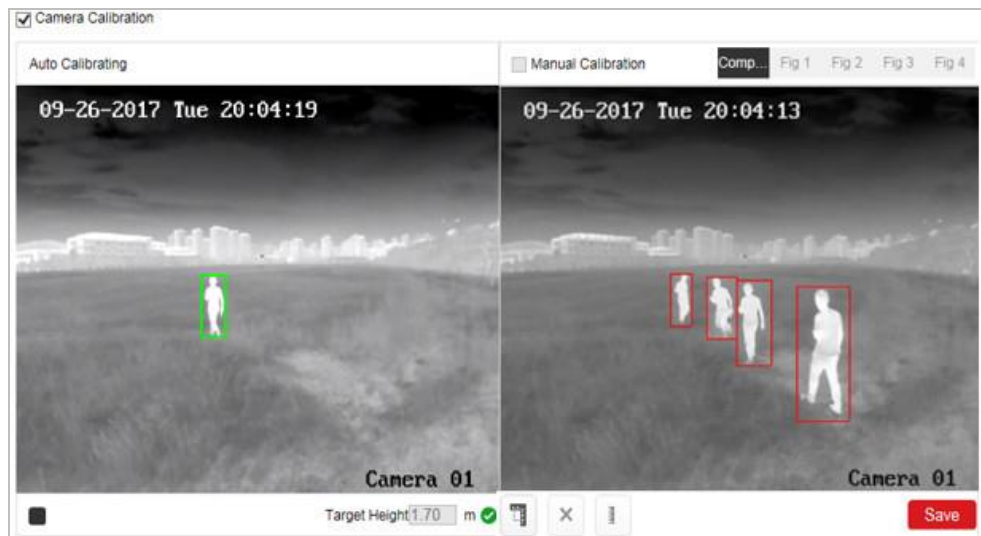 Camera Calibration
Auto Calibrating
Manual Calibration
Comp... Fig 1 Fig 2 Fig 3 Fig 4
09-26-2017 Tue 20:04:19
09-26-2017 Tue 20:04:13
Camera 01
Camera 01
Target Height 1.70 m
Save